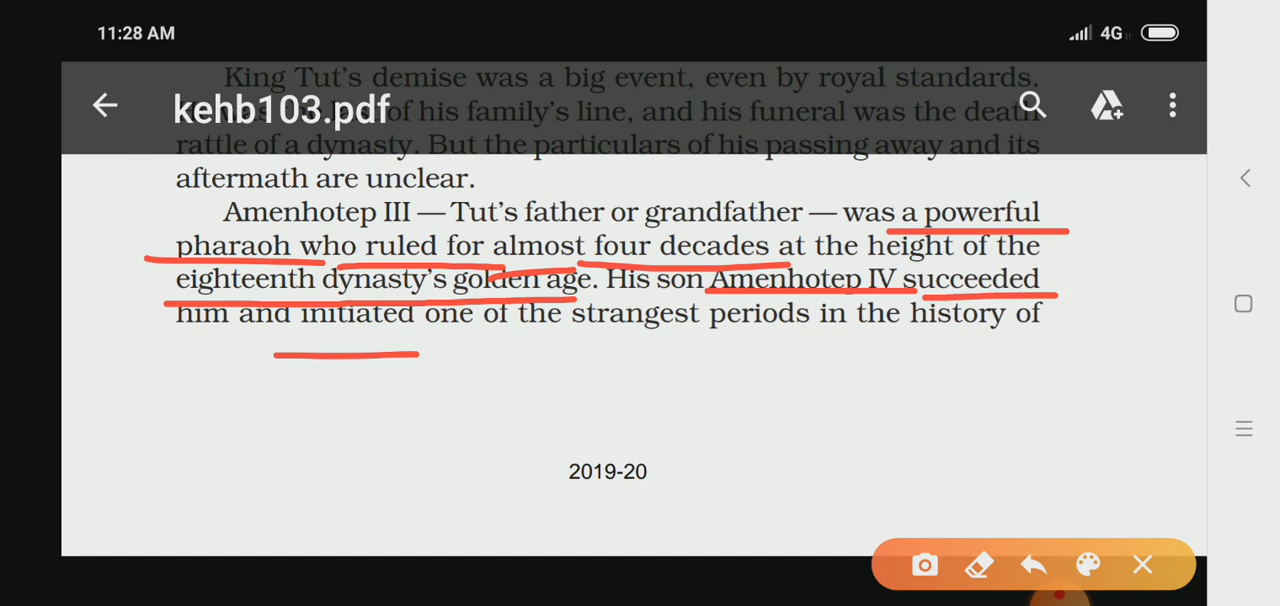 11:28 AM
4G
King Tut's demise was a big event, even by royal standards.
kehb103.pdf
of his family's line, and his funeral was the death
rattle of a dynasty. But the particulars of his passing away and its
aftermath are unclear.
Amenhotep III — Tut's father or grandfather — was a powerful
pharaoh who ruled for almost four decades at the height of the
eighteenth dynasty's golden age. His son Amenhotep IV succeeded
him and initiated one of the strangest periods in the history of
2019-20